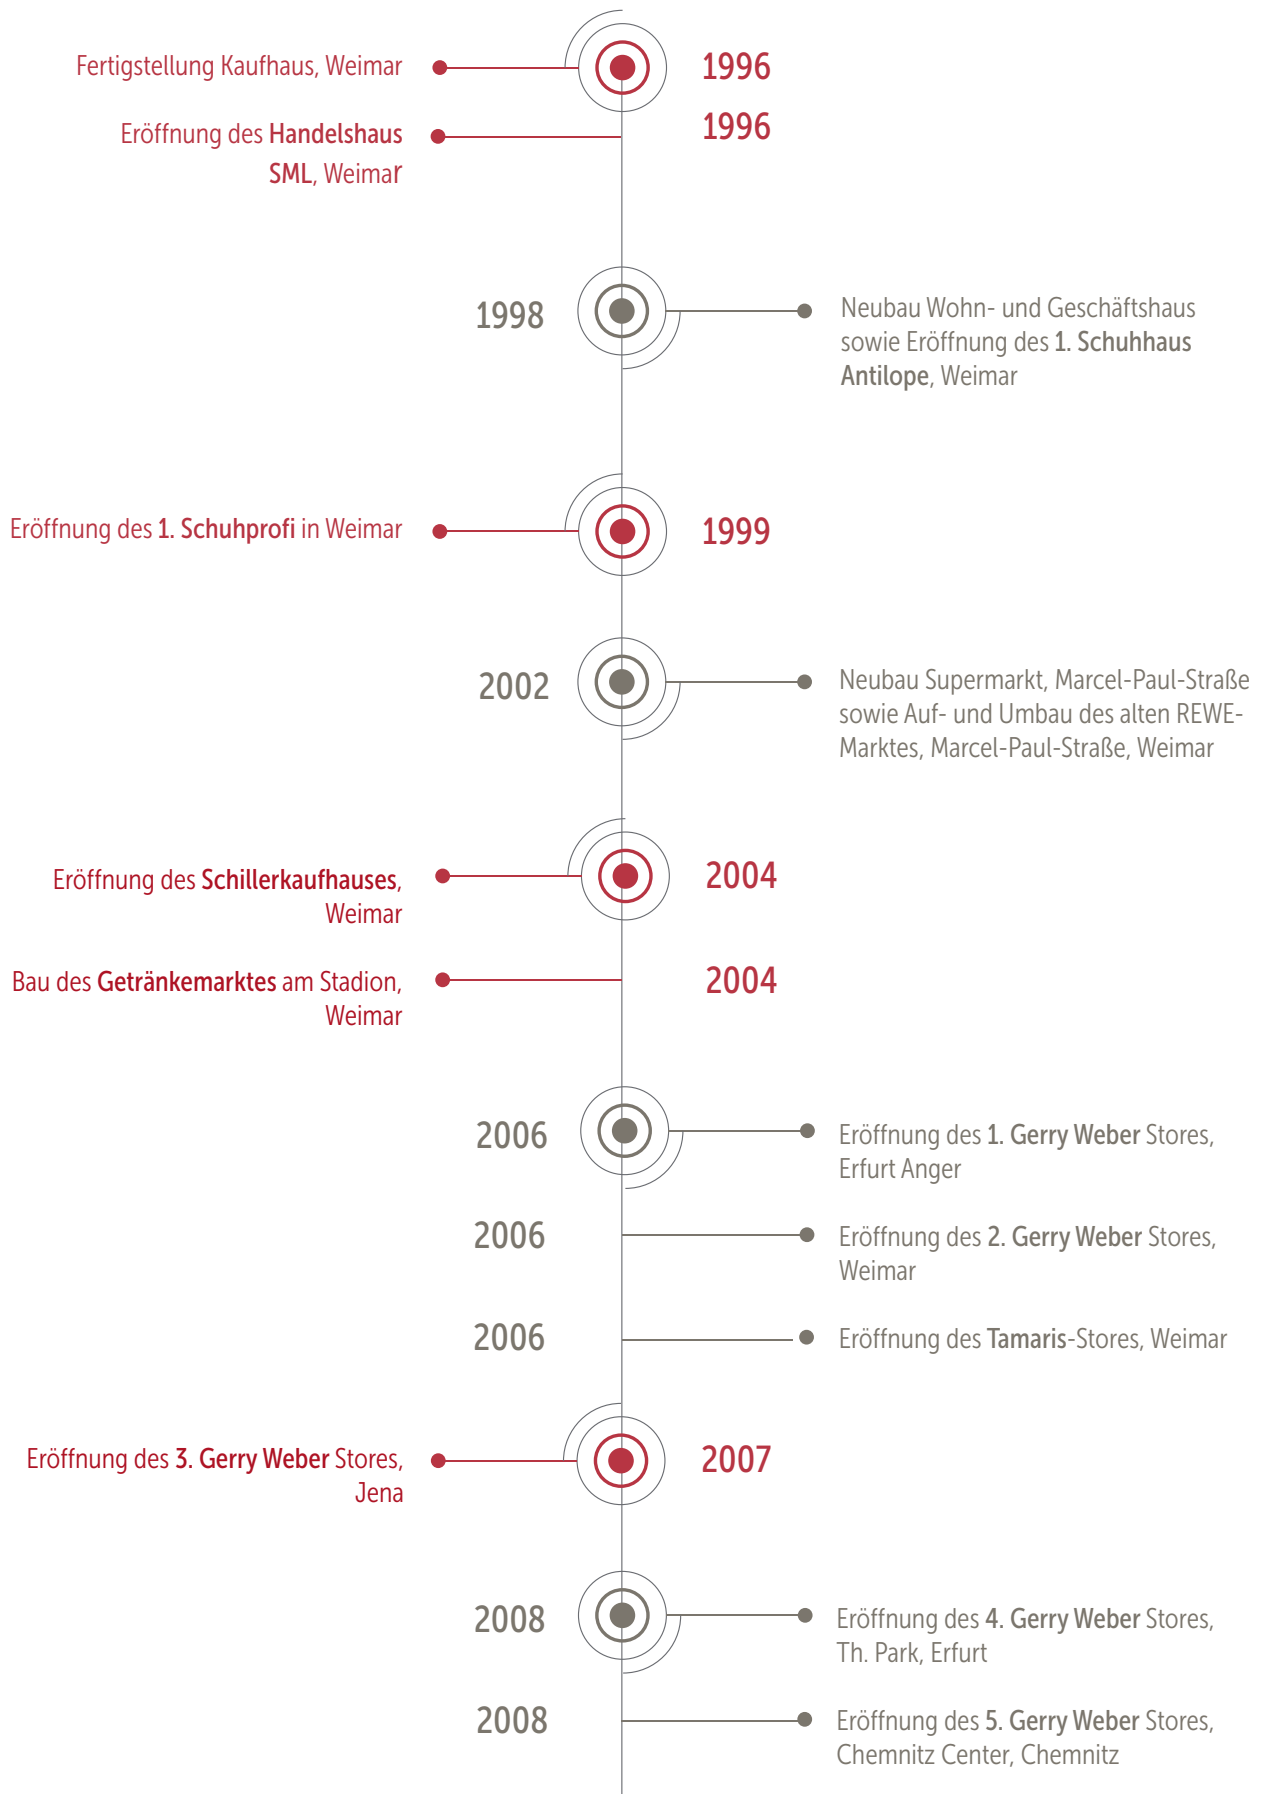 Fertigstellung Kaufhaus, Weimar
1996
Eröffnung des Handelshaus
SML, Weimar
1996
1998
Neubau Wohn- und Geschäftshaus
sowie Eröffnung des 1. Schuhhaus
Antilope, Weimar
Eröffnung des 1. Schuhprofi in Weimar
1999
2002
Neubau Supermarkt, Marcel-Paul-Straße
sowie Auf- und Umbau des alten REWE-
Marktes, Marcel-Paul-Straße, Weimar
Eröffnung des Schillerkaufhauses,
Weimar
2004
Bau des Getränkemarktes am Stadion,
Weimar
2004
2006
Eröffnung des 1. Gerry Weber Stores,
Erfurt Anger
2006
Eröffnung des 2. Gerry Weber Stores,
Weimar
2006
Eröffnung des Tamaris-Stores, Weimar
Eröffnung des 3. Gerry Weber Stores,
Jena
2007
2008
Eröffnung des 4. Gerry Weber Stores,
Th. Park, Erfurt
2008
Eröffnung des 5. Gerry Weber Stores,
Chemnitz Center, Chemnitz